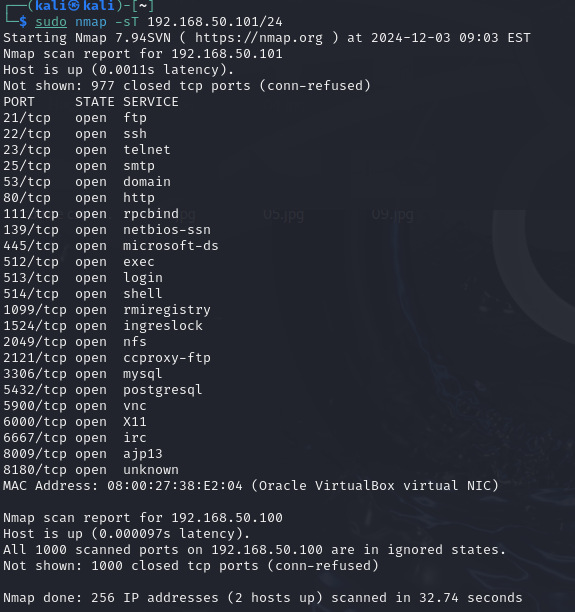 ┌──(kali㉿kali)-[~]
└─$ sudo nmap -sT 192.168.50.101/24
Starting Nmap 7.94SVN ( https://nmap.org ) at 2024-12-03 09:03 EST
Nmap scan report for 192.168.50.101
Host is up (0.0011s latency).
Not shown: 977 closed tcp ports (conn-refused)
PORT     STATE SERVICE
21/tcp   open  ftp
22/tcp   open  ssh
23/tcp   open  telnet
25/tcp   open  smtp
53/tcp   open  domain
80/tcp   open  http
111/tcp  open  rpcbind
05.jpg 09.jpg
139/tcp  open  netbios-ssn
445/tcp  open  microsoft-ds
512/tcp  open  exec
513/tcp  open  login
514/tcp  open  shell
1099/tcp open  rmiregistry
1524/tcp open  ingreslock
2049/tcp open  nfs
2121/tcp open  ccproxy-ftp
3306/tcp open  mysql
5432/tcp open  postgresql
5900/tcp open  vnc
6000/tcp open  X11
6667/tcp open  irc
8009/tcp open  ajp13
8180/tcp open  unknown
MAC Address: 08:00:27:38:E2:04 (Oracle VirtualBox virtual NIC)
Nmap scan report for 192.168.50.100
Host is up (0.000097s latency).
All 1000 scanned ports on 192.168.50.100 are in ignored states.
Not shown: 1000 closed tcp ports (conn-refused)
Nmap done: 256 IP addresses (2 hosts up) scanned in 32.74 seconds